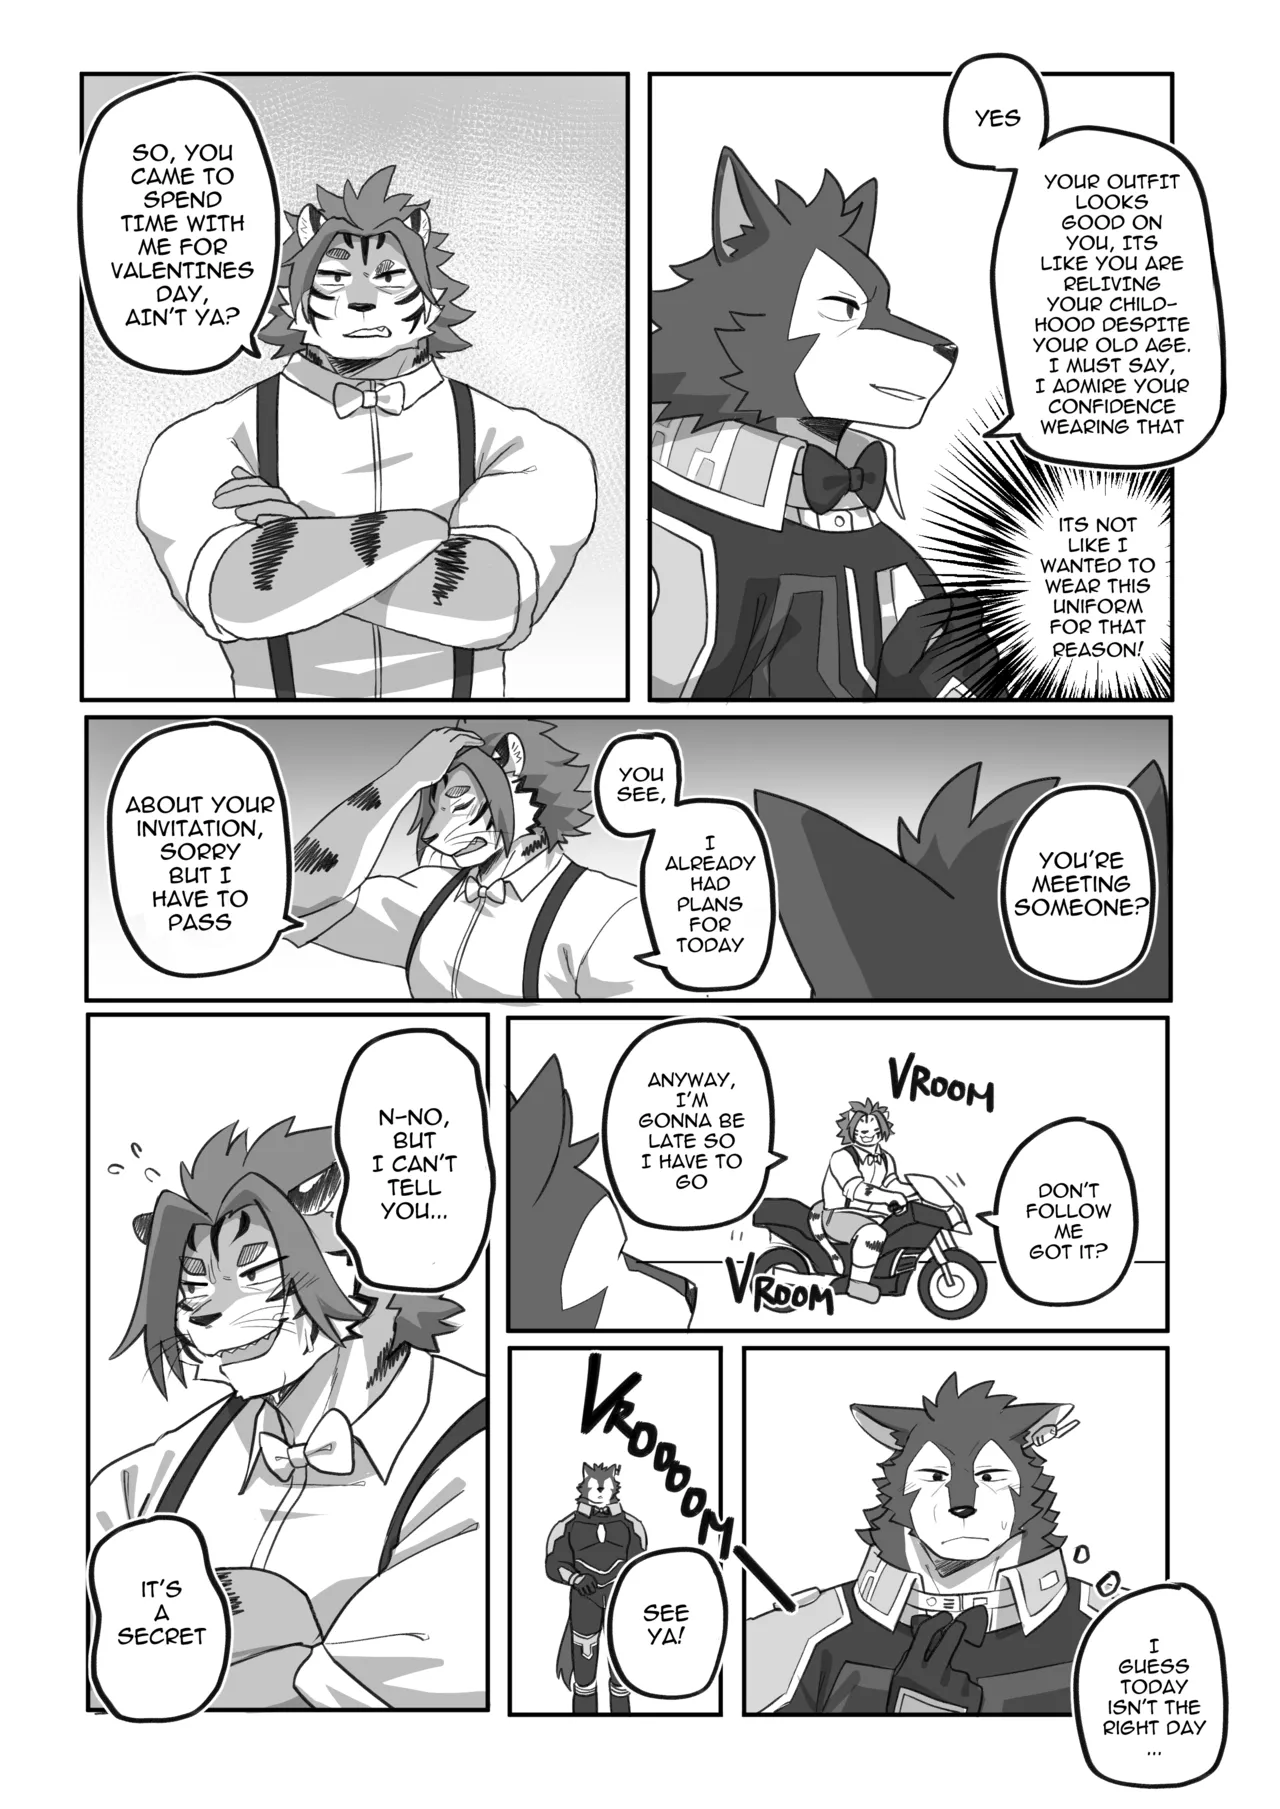 SO, YOU
CAME TO
SPEND
TIME WITH
ME FOR
VALENTINES
DAY,
AIN'T YA?
YES
YOUR OUTFIT
LOOKS
GOOD ON
YOU, ITS
LIKE YOU ARE
RELIVING
YOUR CHILD-
HOOD DESPITE
YOUR OLD AGE.
I MUST SAY,
I ADMIRE YOUR
CONFIDENCE
WEARING THAT
ITS NOT
LIKE I
WANTED TO
WEAR THIS
UNIFORM
FOR THAT
REASON!
ABOUT YOUR
INVITATION,
SORRY
BUT I
HAVE TO
PASS
YOU
SEE,
I
ALREADY
HAD
PLANS
FOR
TODAY
YOU'RE
MEETING
SOMEONE?
N-NO,
BUT
I CAN'T
TELL
YOU...
IT'S
A
SECRET
ANYWAY,
I'M
GONNA BE
LATE SO
I HAVE TO
GO
VROOM
VROOM
DON'T
FOLLOW
ME
GOT IT?
VROOOOOM
SEE
YA!
I
GUESS
TODAY
ISN'T THE
RIGHT DAY
...